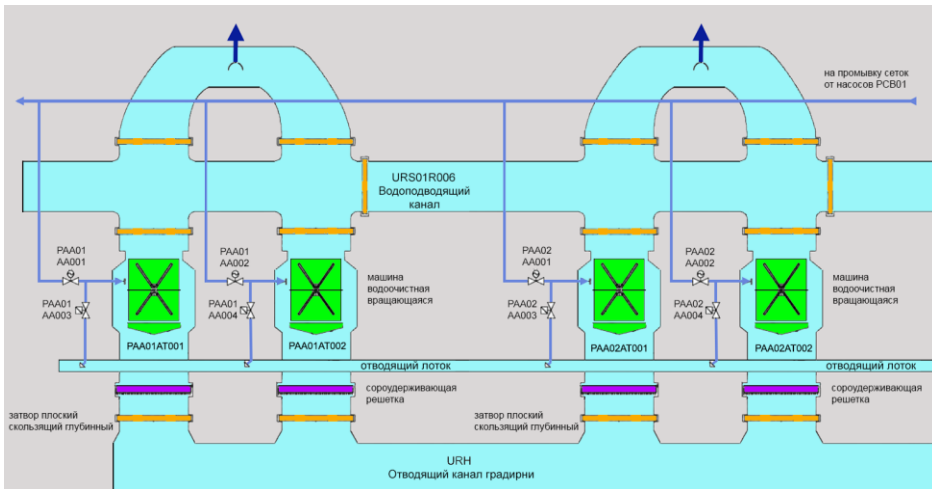 на промывку сеток
от насосов PCB01
URS01R006
Водоподводящий
канал
PAA01
AA001
PAA01
AA002
PAA02
AA001
PAA02
AA002
машина
водоочистная
вращающаяся
машина
водоочистная
вращающаяся
PAA01
AA003
PAA01
AA004
PAA02
AA003
PAA02
AA004
PAA01AT001
PAA01AT002
PAA02AT001
PAA02AT002
отводящий лоток
отводящий лоток
сороудерживающая
решетка
сороудерживающая
решетка
затвор плоский
скользящий глубинный
затвор плоский
скользящий глубинный
URH
Отводящий канал градирни